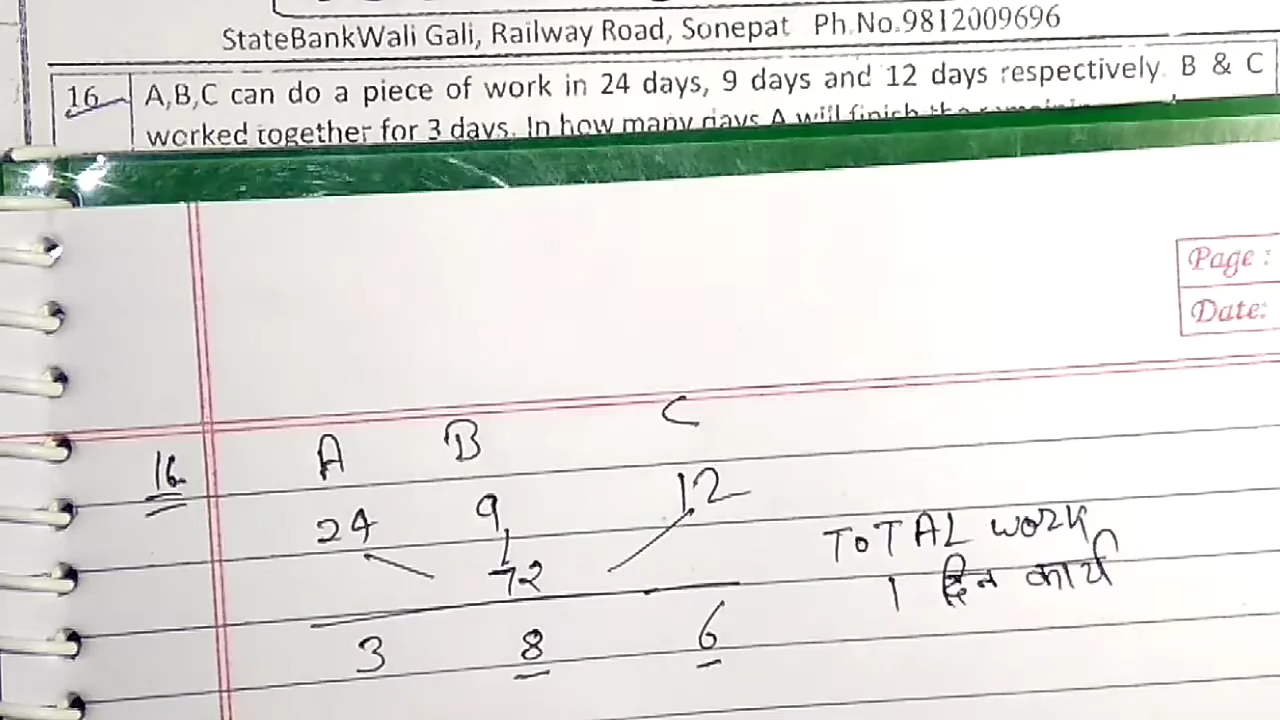 StateBankWali Gali, Railway Road, Sonepat Ph.No.9812009696
16 A,B,C can do a piece of work in 24 days, 9 days and 12 days respectively. B & C
worked together for 3 days. In how many days A will finish the
Page :
Date:
A B C
16 24 9 12
TOTAL WORK
72 1 दिन कार्य
3 8 6